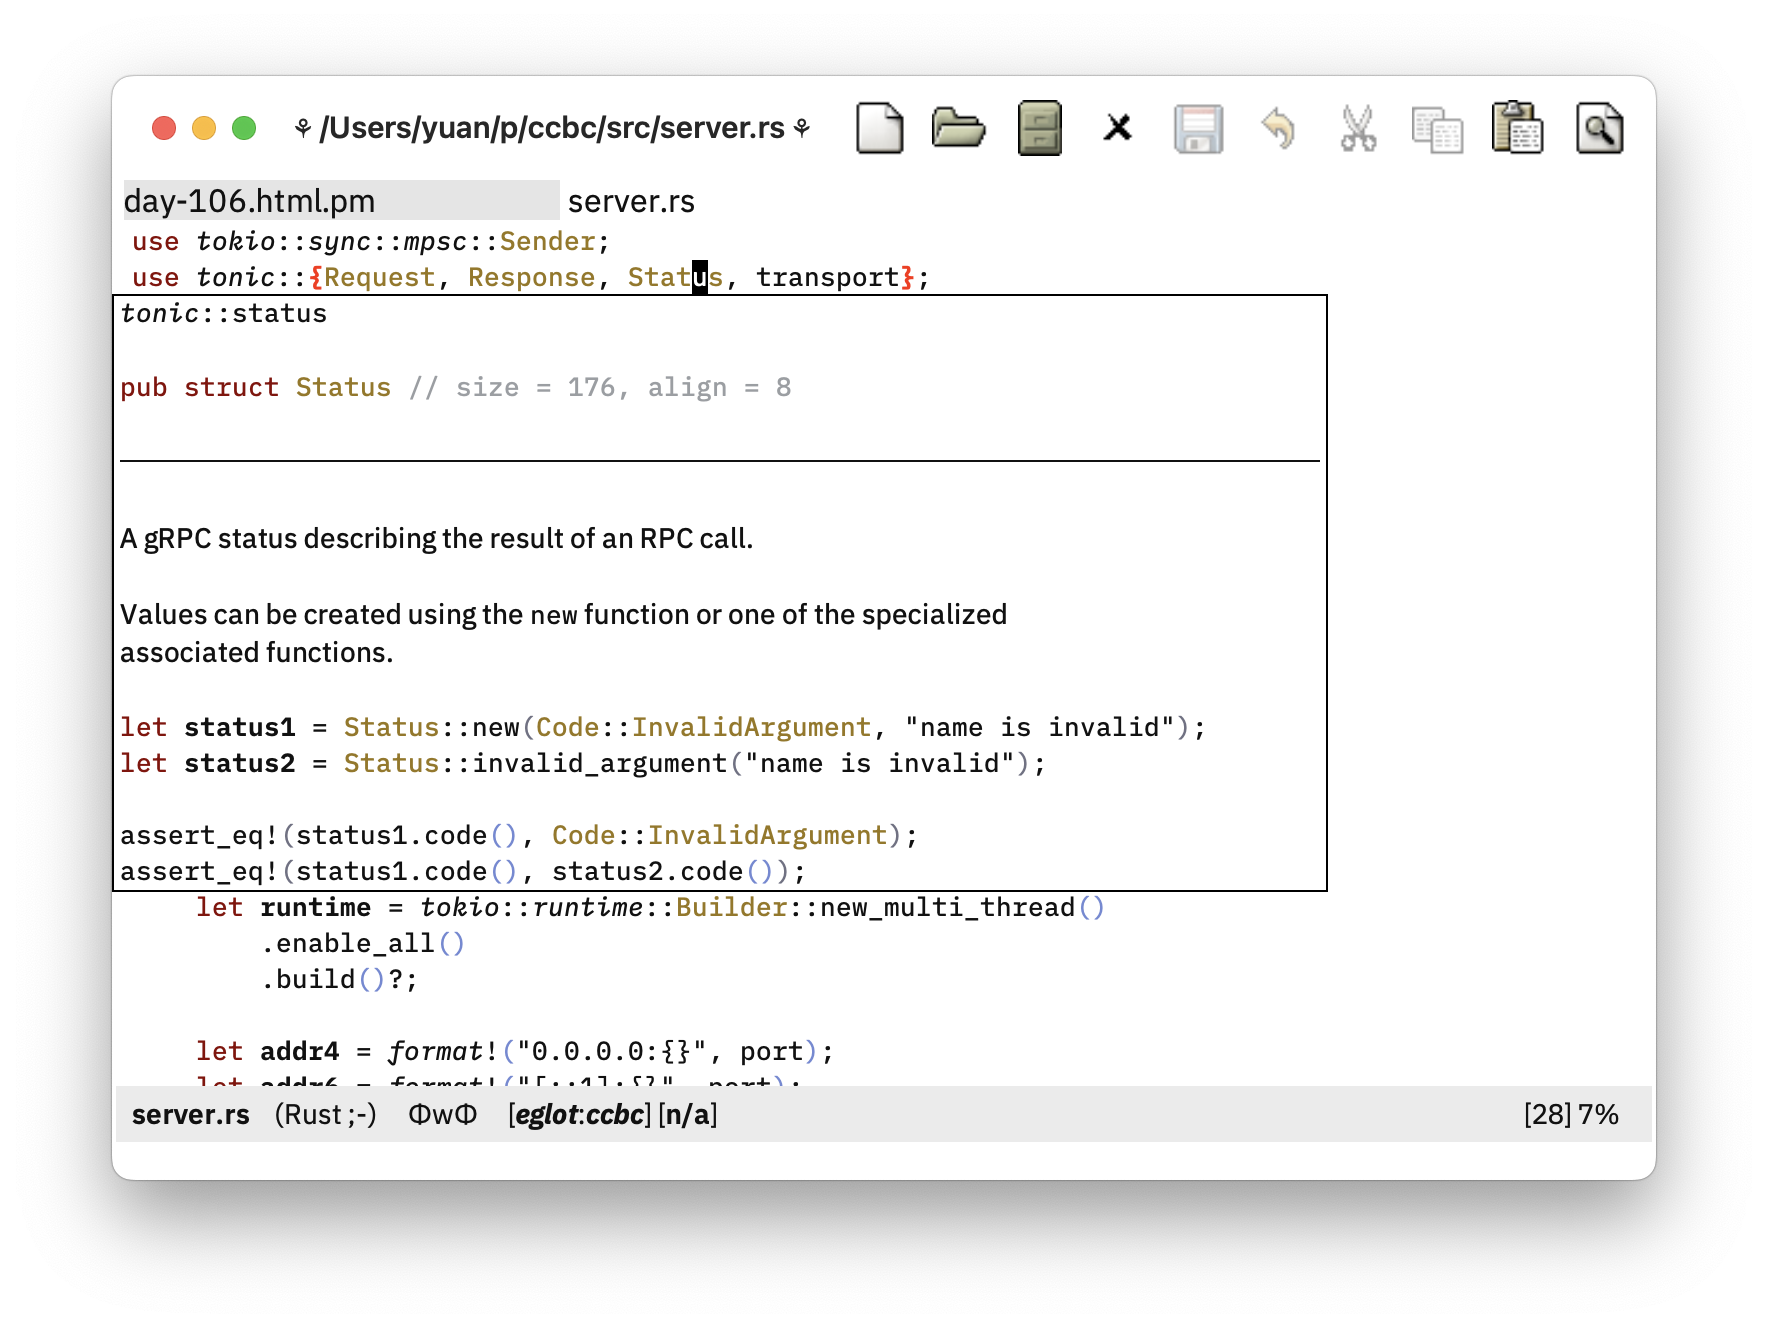 ⚘ /Users/yuan/p/ccbc/src/server.rs ⚘
day-106.html.pm server.rs
use tokio::sync::mpsc::Sender;
use tonic::{Request, Response, Status, transport};
tonic::status
pub struct Status // size = 176, align = 8
A gRPC status describing the result of an RPC call.
Values can be created using the new function or one of the specialized
associated functions.
let status1 = Status::new(Code::InvalidArgument, "name is invalid");
let status2 = Status::invalid_argument("name is invalid");
assert_eq!(status1.code(), Code::InvalidArgument);
assert_eq!(status1.code(), status2.code());
let runtime = tokio::runtime::Builder::new_multi_thread()
.enable_all()
.build()?;
let addr4 = format!("0.0.0.0:{}", port);
let addr6 = format!("[::1]:{}", port);
server.rs (Rust ;-) ΦwΦ [eglot:ccbc] [n/a] [28] 7%